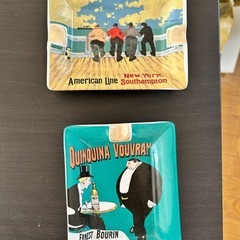 American Line New York
Southampton
QUINQUINA VOUVRAY
ERNEST BOURIN